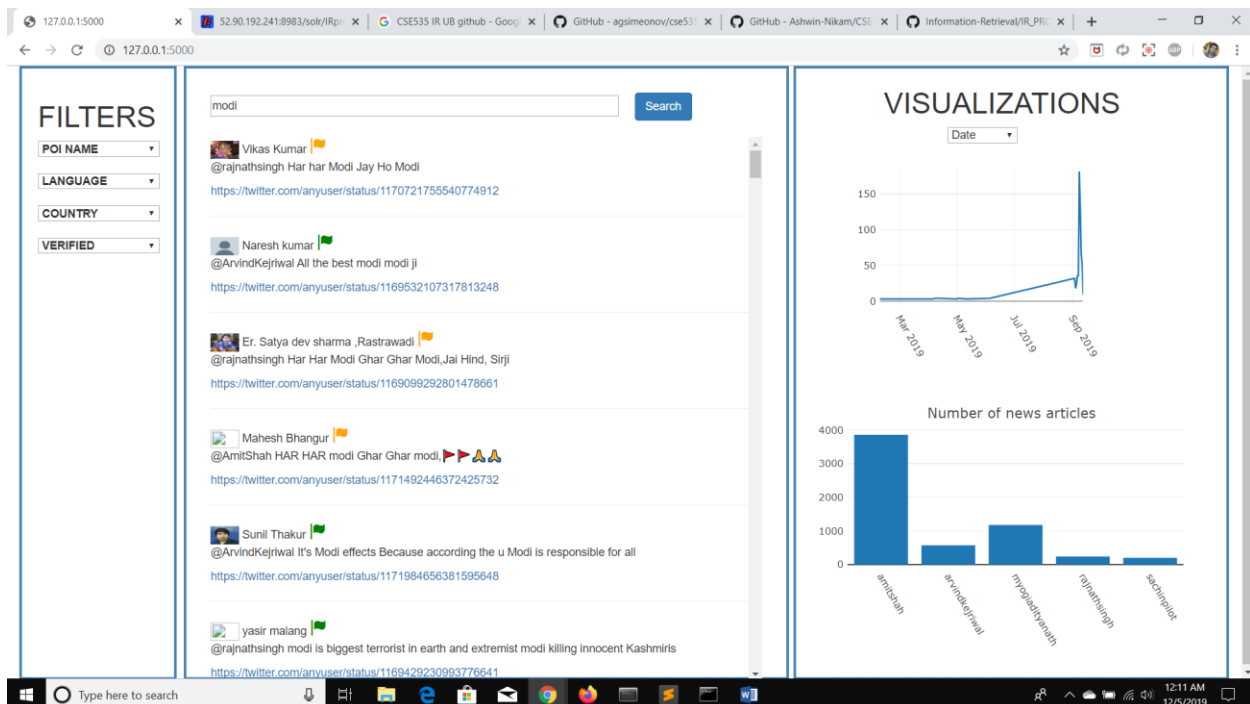 127.0.0.1:5000
52.90.192.241:8983/solr/IRpr
CSE535 IR UB github - Goog
GitHub - agsimeonov/cse535
GitHub - Ashwin-Nikam/CSE
Information-Retrieval/IR_PRO
127.0.0.1:5000
FILTERS
POI NAME
LANGUAGE
COUNTRY
VERIFIED
modi
Search
Vikas Kumar
@rajnathsingh Har har Modi Jay Ho Modi
https://twitter.com/anyuser/status/1170721755540774912
Naresh kumar
@ArvindKejriwal All the best modi modi ji
https://twitter.com/anyuser/status/1169532107317813248
Er. Satya dev sharma ,Rastrawadi
@rajnathsingh Har Har Modi Ghar Ghar Modi,Jai Hind, Sirji
https://twitter.com/anyuser/status/1169099292801478661
Mahesh Bhangur
@AmitShah HAR HAR modi Ghar Ghar modi,🚩🚩🙏🙏
https://twitter.com/anyuser/status/1171492446372425732
Sunil Thakur
@ArvindKejriwal It's Modi effects Because according the u Modi is responsible for all
https://twitter.com/anyuser/status/1171984656381595648
yasir malang
@rajnathsingh modi is biggest terrorist in earth and extremist modi killing innocent Kashmiris
https://twitter.com/anyuser/status/1169429230993776641
VISUALIZATIONS
Date
150
100
50
0
Mar 2019
May 2019
Jul 2019
Sep 2019
Number of news articles
4000
3000
2000
1000
0
amitshah
arvindkejriwal
myogiadityanath
rajnathsingh
sachinpilot
Type here to search
12:11 AM
12/5/2019